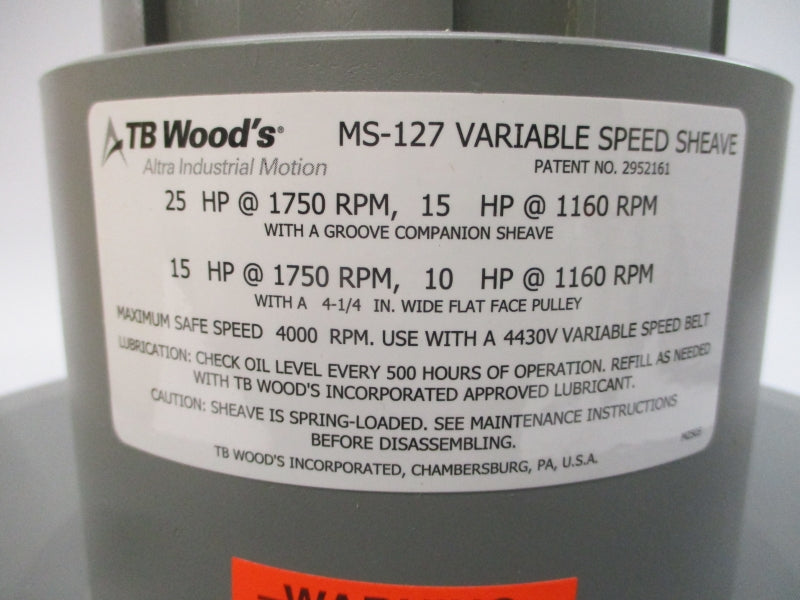 TB Wood's®
Altra Industrial Motion
MS-127 VARIABLE SPEED SHEAVE
PATENT NO. 2952161
25 HP @ 1750 RPM, 15 HP @ 1160 RPM
WITH A GROOVE COMPANION SHEAVE
15 HP @ 1750 RPM, 10 HP @ 1160 RPM
WITH A 4-1/4 IN. WIDE FLAT FACE PULLEY
MAXIMUM SAFE SPEED 4000 RPM. USE WITH A 4430V VARIABLE SPEED BELT
LUBRICATION: CHECK OIL LEVEL EVERY 500 HOURS OF OPERATION. REFILL AS NEEDED
WITH TB WOOD'S INCORPORATED APPROVED LUBRICANT.
CAUTION: SHEAVE IS SPRING-LOADED. SEE MAINTENANCE INSTRUCTIONS
BEFORE DISASSEMBLING.
TB WOOD'S INCORPORATED, CHAMBERSBURG, PA, U.S.A.
WARNING